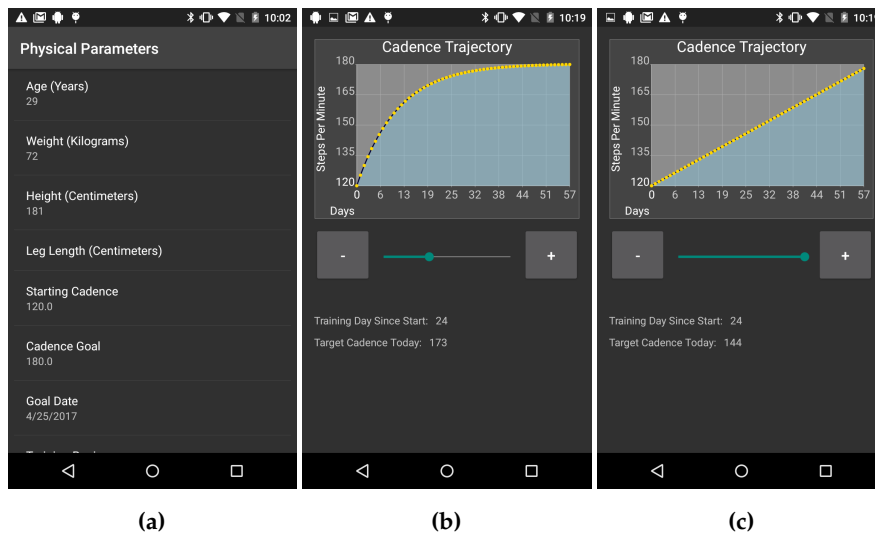 10:02
Physical Parameters
Age (Years)
29
Weight (Kilograms)
72
Height (Centimeters)
181
Leg Length (Centimeters)
Starting Cadence
120.0
Cadence Goal
180.0
Goal Date
4/25/2017
(a)
10:19
Cadence Trajectory
Steps Per Minute
180
165
150
135
120
0 6 13 19 25 32 38 44 51 57
Days
- +
Training Day Since Start: 24
Target Cadence Today: 173
(b)
10:19
Cadence Trajectory
Steps Per Minute
180
165
150
135
120
0 6 13 19 25 32 38 44 51 57
Days
- +
Training Day Since Start: 24
Target Cadence Today: 144
(c)